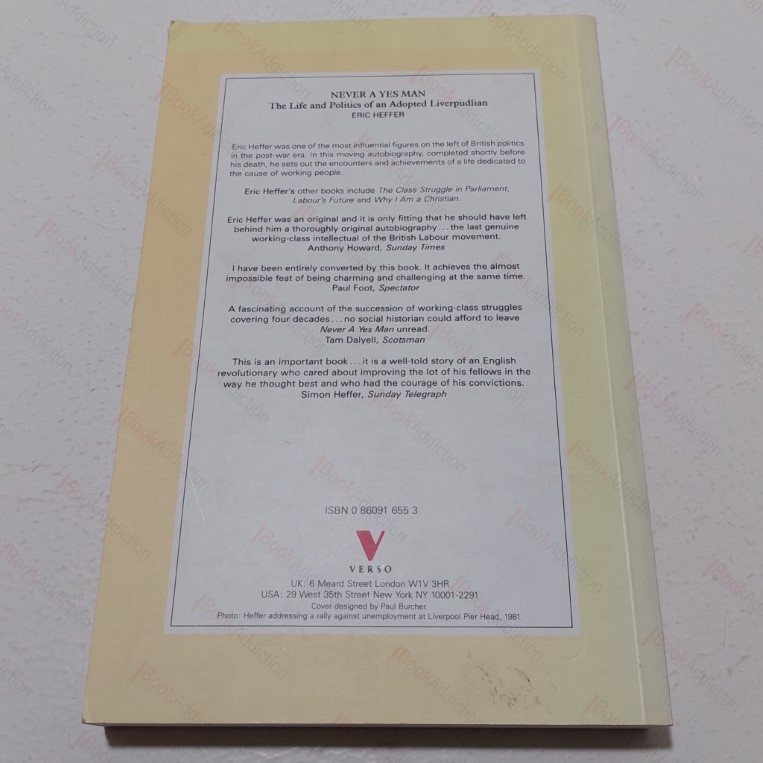 NEVER A YES MAN
The Life and Politics of an Adopted Liverpudlian
ERIC HEFFER
Eric Heffer was one of the most influential figures on the left of British politics
in the post-war era. In this moving autobiography, completed shortly before
his death, he sets out the encounters and achievements of a life dedicated to
the cause of working people.
Eric Heffer's other books include The Class Struggle in Parliament,
Labour's Future and Why I Am a Christian.
Eric Heffer was an original and it is only fitting that he should have left
behind him a thoroughly original autobiography...the last genuine
working-class intellectual of the British Labour movement.
Anthony Howard, Sunday Times
I have been entirely converted by this book. It achieves the almost
impossible feat of being charming and challenging at the same time.
Paul Foot, Spectator
A fascinating account of the succession of working-class struggles
covering four decades...no social historian could afford to leave
Never A Yes Man unread.
Tam Dalyell, Scotsman
This is an important book...it is a well-told story of an English
revolutionary who cared about improving the lot of his fellows in the
way he thought best and who had the courage of his convictions.
Simon Heffer, Sunday Telegraph
ISBN 0 86091 655 3
VERSO
UK: 6 Meard Street London W1V 3HR
USA: 29 West 35th Street New York NY 10001-2291
Cover designed by Paul Burcher
Photo: Heffer addressing a rally against unemployment at Liverpool Pier Head, 1981
BookAddiction